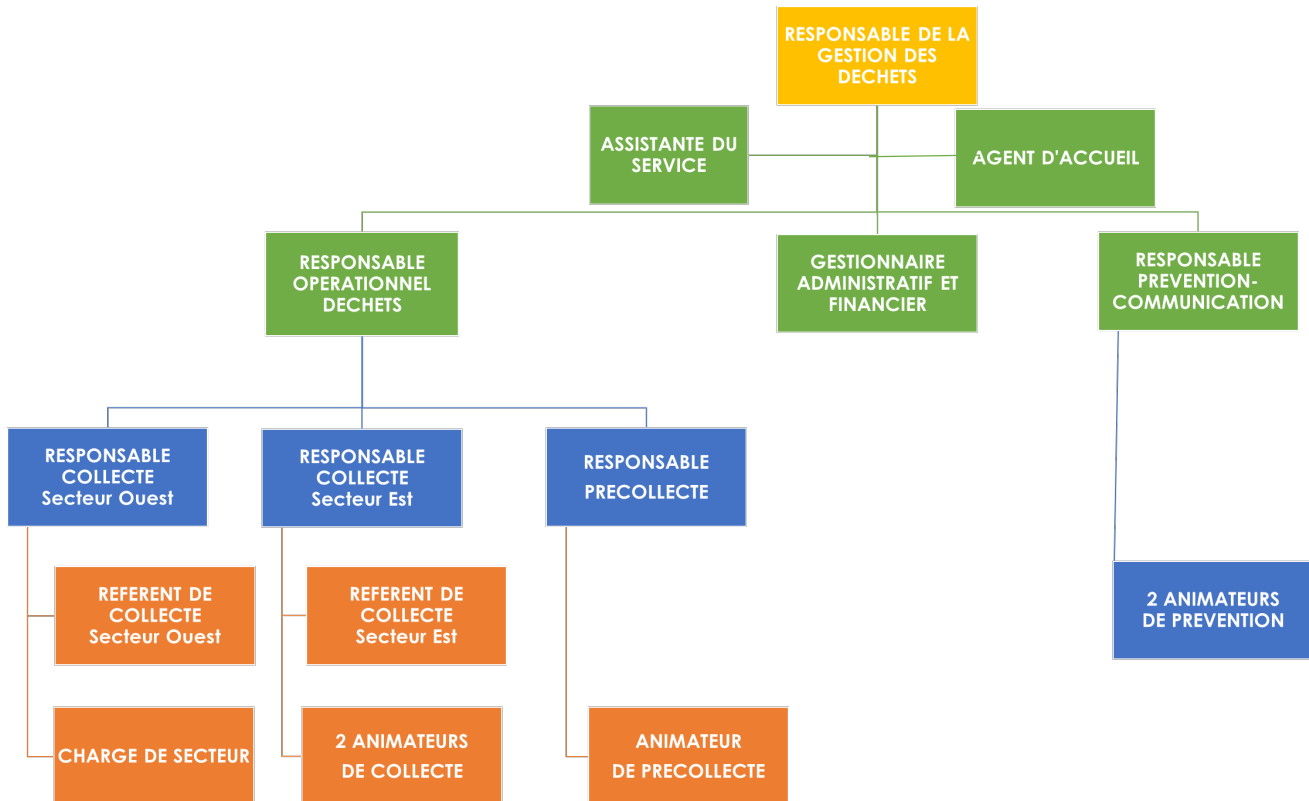 RESPONSABLE DE LA
GESTION DES
DECHETS
ASSISTANTE DU
SERVICE
AGENT D'ACCUEIL
RESPONSABLE
OPERATIONNEL
DECHETS
GESTIONNAIRE
ADMINISTRATIF ET
FINANCIER
RESPONSABLE
PREVENTION-
COMMUNICATION
RESPONSABLE
COLLECTE
Secteur Ouest
RESPONSABLE
COLLECTE
Secteur Est
RESPONSABLE
PRECOLLECTE
RÉFERENT DE
COLLECTE
Secteur Ouest
REFERENT DE
COLLECTE
Secteur Est
2 ANIMATEURS
DE PREVENTION
CHARGE DE SECTEUR
2 ANIMATEURS
DE COLLECTE
ANIMATEUR
DE PRECOLLECTE